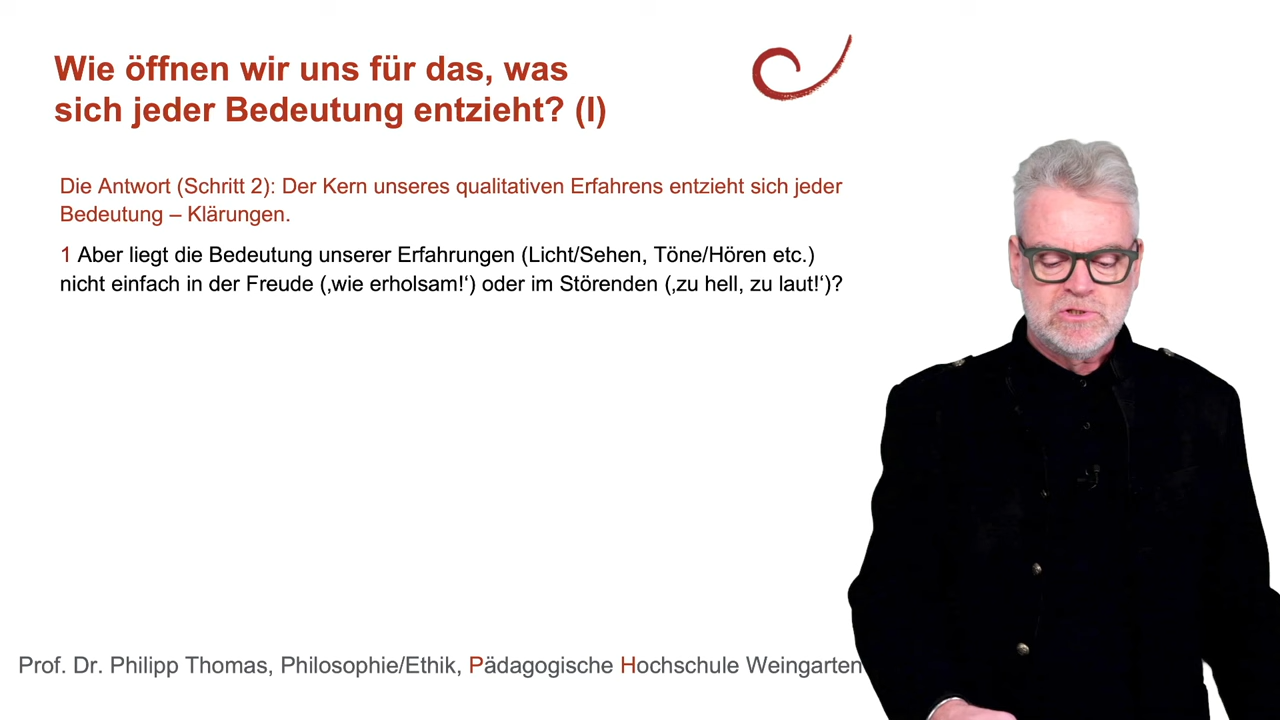 Wie öffnen wir uns für das, was
sich jeder Bedeutung entzieht? (I)
Die Antwort (Schritt 2): Der Kern unseres qualitativen Erfahrens entzieht sich jeder
Bedeutung – Klärungen.
1 Aber liegt die Bedeutung unserer Erfahrungen (Licht/Sehen, Töne/Hören etc.)
nicht einfach in der Freude (‚wie erholsam!‘) oder im Störenden (‚zu hell, zu laut!‘)?
Prof. Dr. Philipp Thomas, Philosophie/Ethik, Pädagogische Hochschule Weingarten